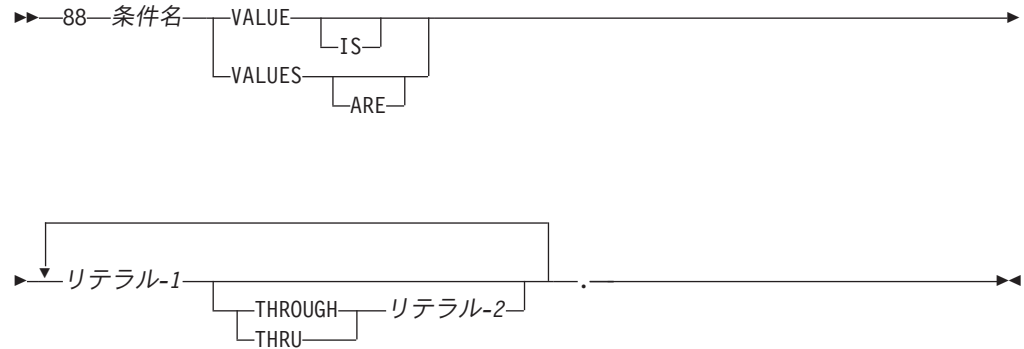 88 条件名 VALUE
IS
VALUES
ARE
リテラル-1 .
THROUGH リテラル-2
THRU